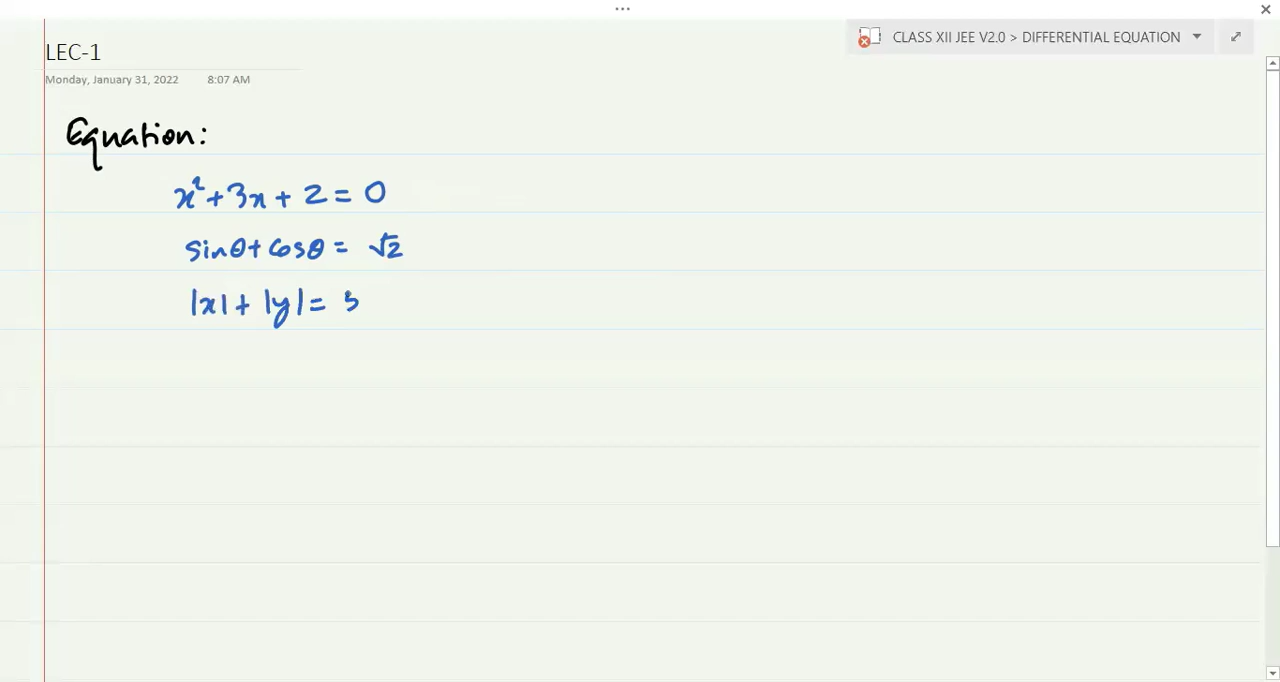 ...
LEC-1
CLASS XII JEE V2.0 > DIFFERENTIAL EQUATION
Monday, January 31, 2022 8:07 AM
Equation:
x² + 3x + 2 = 0
sinθ + cosθ = √2
|x| + |y| = 3